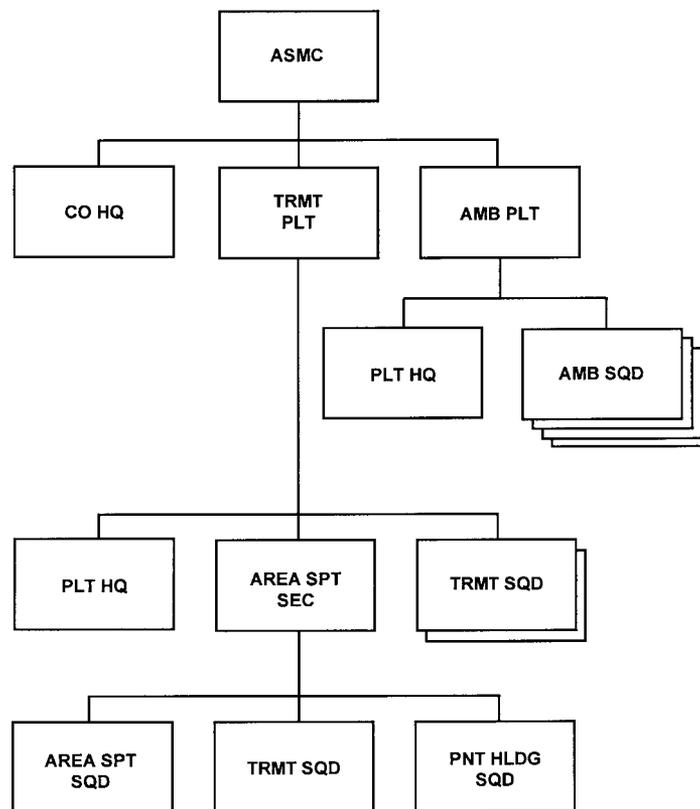 ASMC
CO HQ
TRMT
PLT
AMB PLT
PLT HQ
AMB SQD
PLT HQ
AREA SPT
SEC
TRMT SQD
AREA SPT
SQD
TRMT SQD
PNT HLDG
SQD